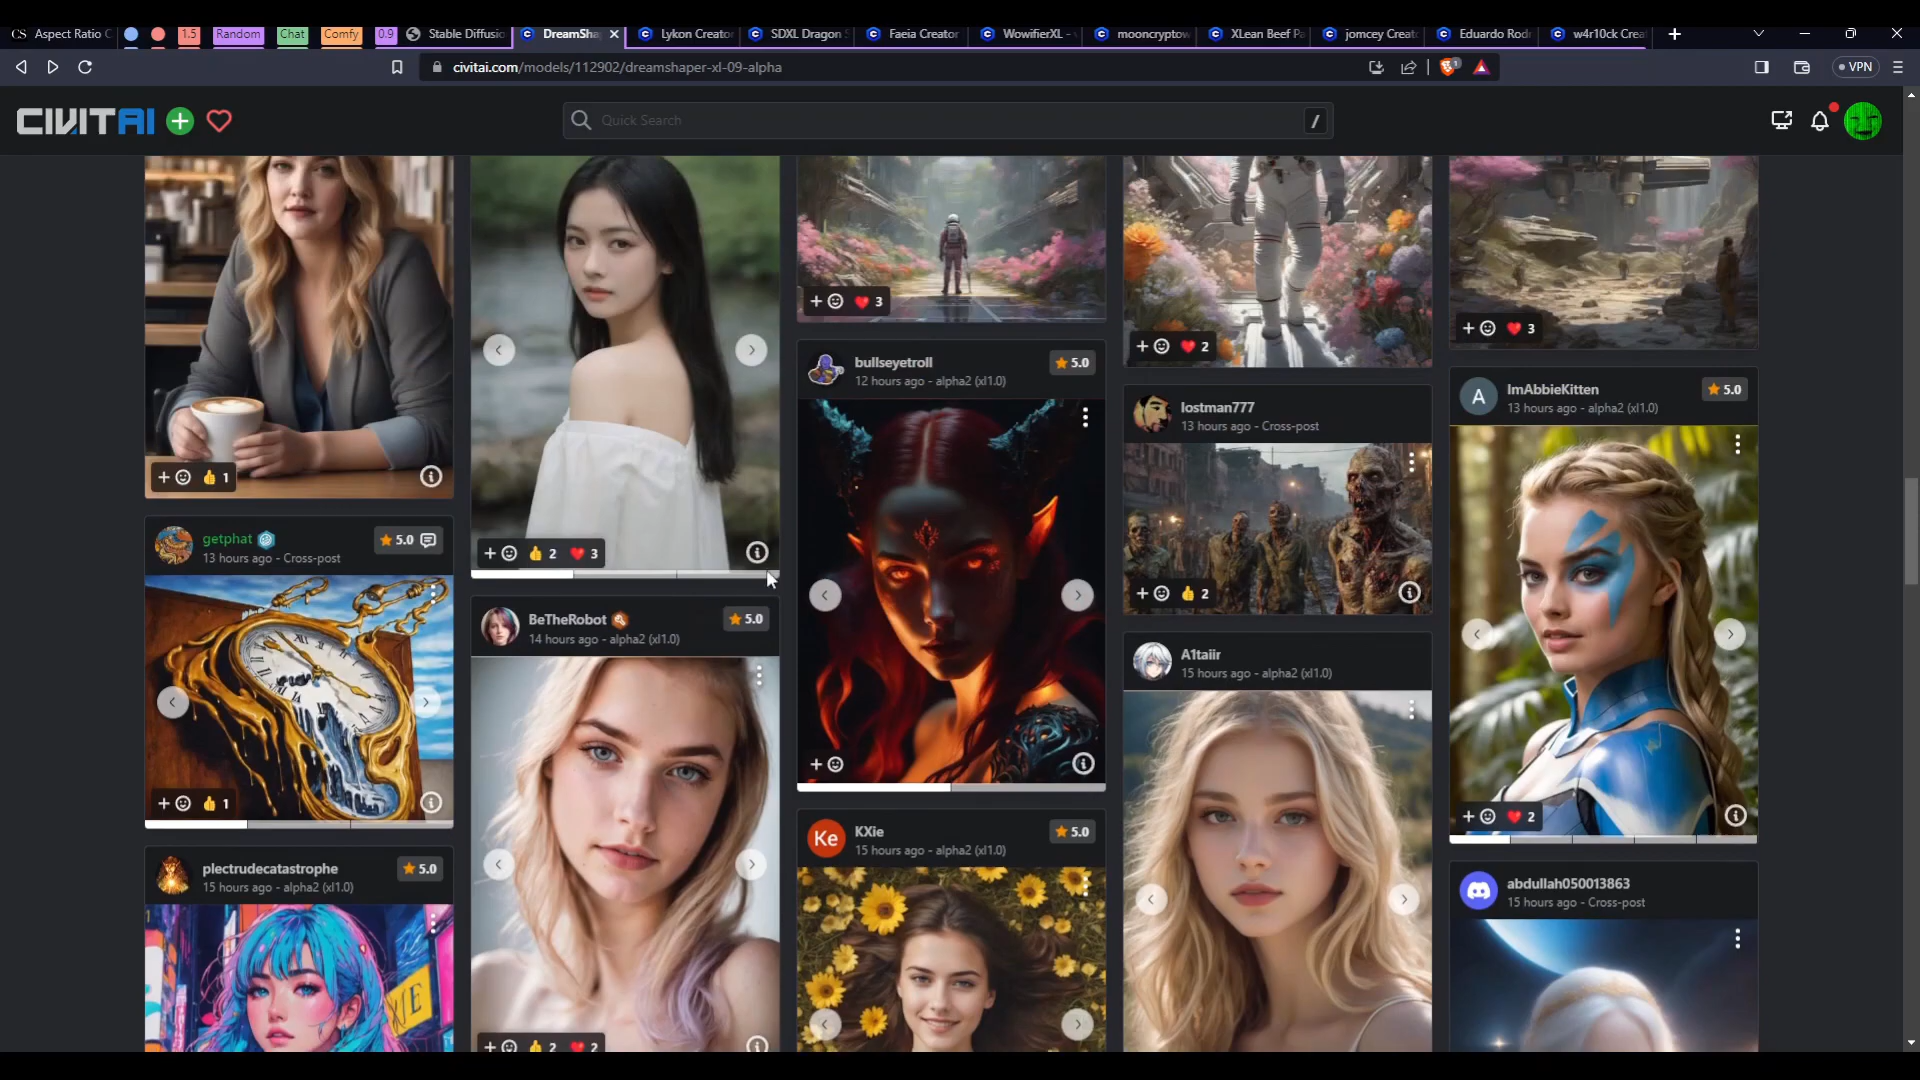 CS Aspect Ratio C
1.5
Random
Chat
Comfy
0.9
Stable Diffusio
DreamSha
Lykon Creato
SDXL Dragon S
Faeia Creator
WowifierXL - v
mooncryptow
XLean Beef Pa
jomcey Creat
Eduardo Rodr
w4r10ck Crea
civitai.com/models/112902/dreamshaper-xl-09-alpha
1
VPN
CIVITAI
Quick Search
/
3
2
3
bullseyetroll
12 hours ago - alpha2 (xl1.0)
5.0
A
ImAbbieKitten
13 hours ago - alpha2 (xl1.0)
5.0
lostman777
13 hours ago - Cross-post
1
getphat
13 hours ago - Cross-post
5.0
2 3
2
BeTheRobot
14 hours ago - alpha2 (xl1.0)
5.0
A1taiir
15 hours ago - alpha2 (xl1.0)
1
2
Ke
KXie
15 hours ago - alpha2 (xl1.0)
5.0
plectrudecatastrophe
15 hours ago - alpha2 (xl1.0)
5.0
abdullah050013863
15 hours ago - Cross-post
2 2